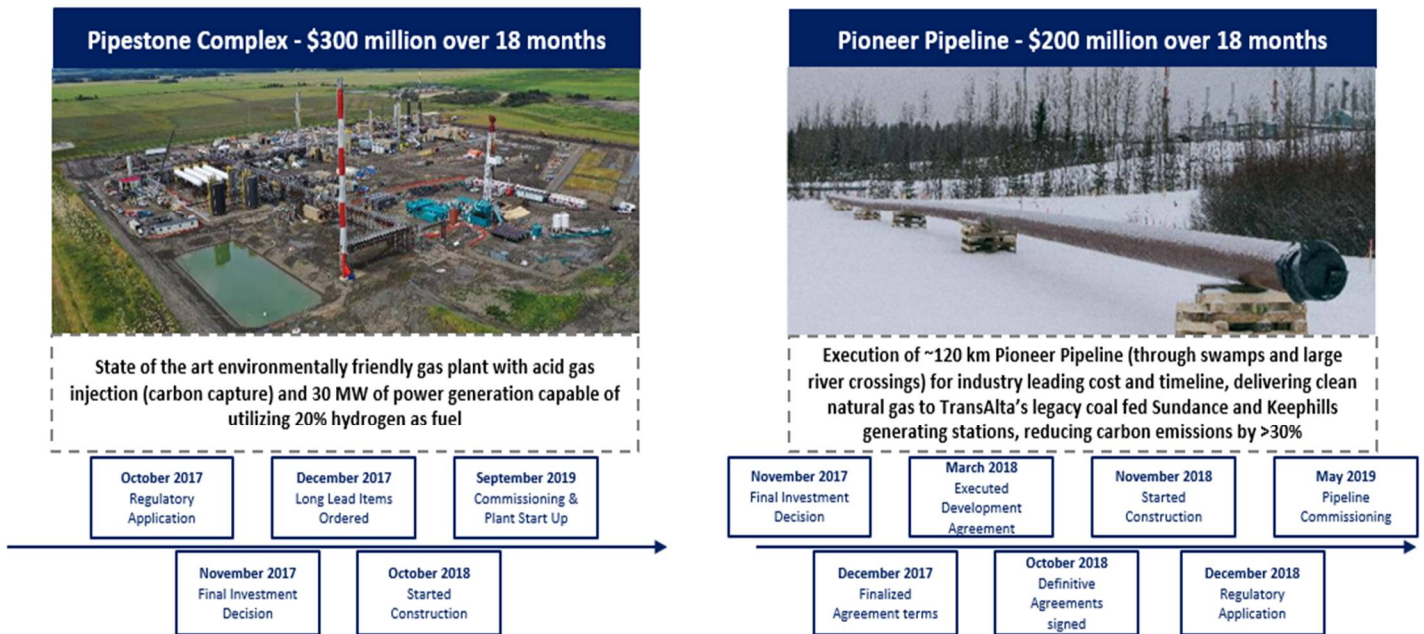 Pipestone Complex - $300 million over 18 months
State of the art environmentally friendly gas plant with acid gas
injection (carbon capture) and 30 MW of power generation capable of
utilizing 20% hydrogen as fuel
October 2017
Regulatory
Application
December 2017
Long Lead Items
Ordered
September 2019
Commissioning &
Plant Start Up
November 2017
Final Investment
Decision
October 2018
Started
Construction
Pioneer Pipeline - $200 million over 18 months
Execution of ~120 km Pioneer Pipeline (through swamps and large
river crossings) for industry leading cost and timeline, delivering clean
natural gas to TransAlta's legacy coal fed Sundance and Keephills
generating stations, reducing carbon emissions by >30%
November 2017
Final Investment
Decision
March 2018
Executed
Development
Agreement
November 2018
Started
Construction
May 2019
Pipeline
Commissioning
December 2017
Finalized
Agreement terms
October 2018
Definitive
Agreements
signed
December 2018
Regulatory
Application